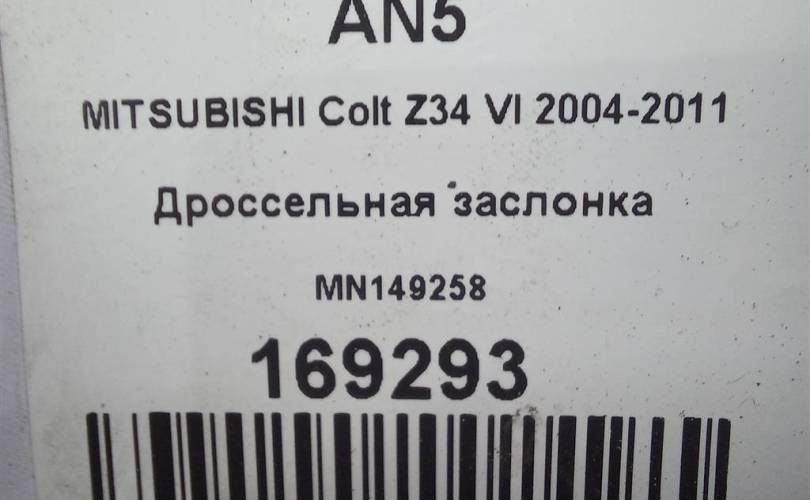 AN5
MITSUBISHI Colt Z34 VI 2004-2011
Дроссельная заслонка
MN149258
169293